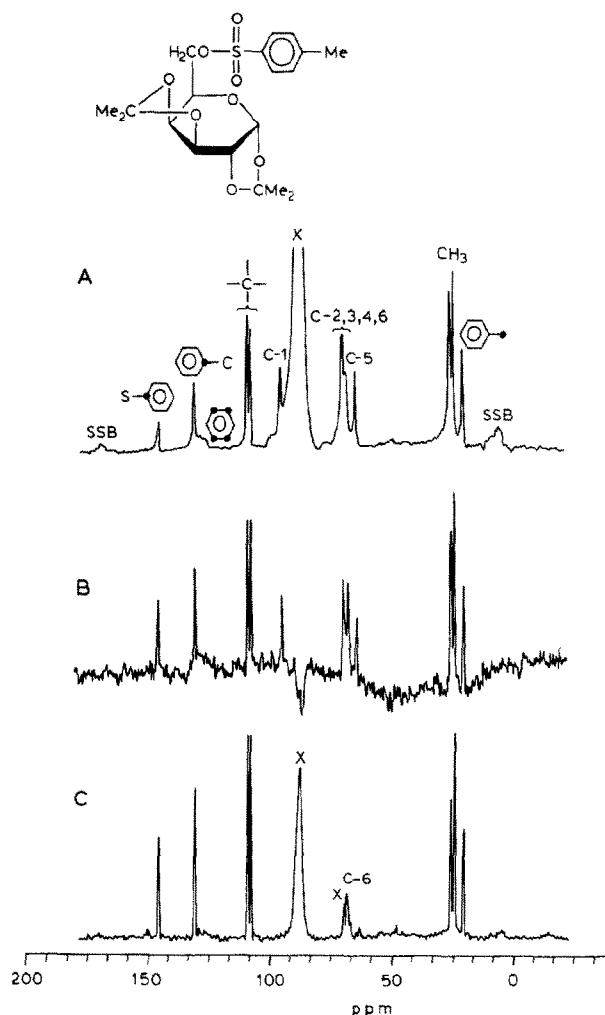 O
H₂CO—S—Me
O
O
O
Me₂C
O
O
O—CMe₂
X
A
—C—
C-2,3,4,6
CH₃
C-1
C-5
C
S
SSB
SSB
B
C
X
X
C-6
200 150 100 50 0
ppm